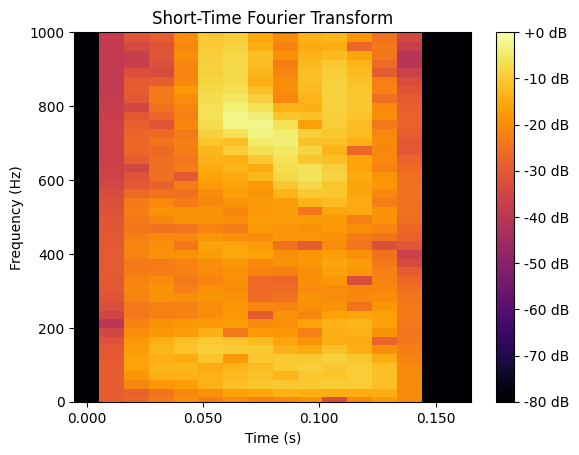 Short-Time Fourier Transform
1000
800
600
400
200
0
Frequency (Hz)
0.000
0.050
0.100
0.150
Time (s)
+0 dB
-10 dB
-20 dB
-30 dB
-40 dB
-50 dB
-60 dB
-70 dB
-80 dB